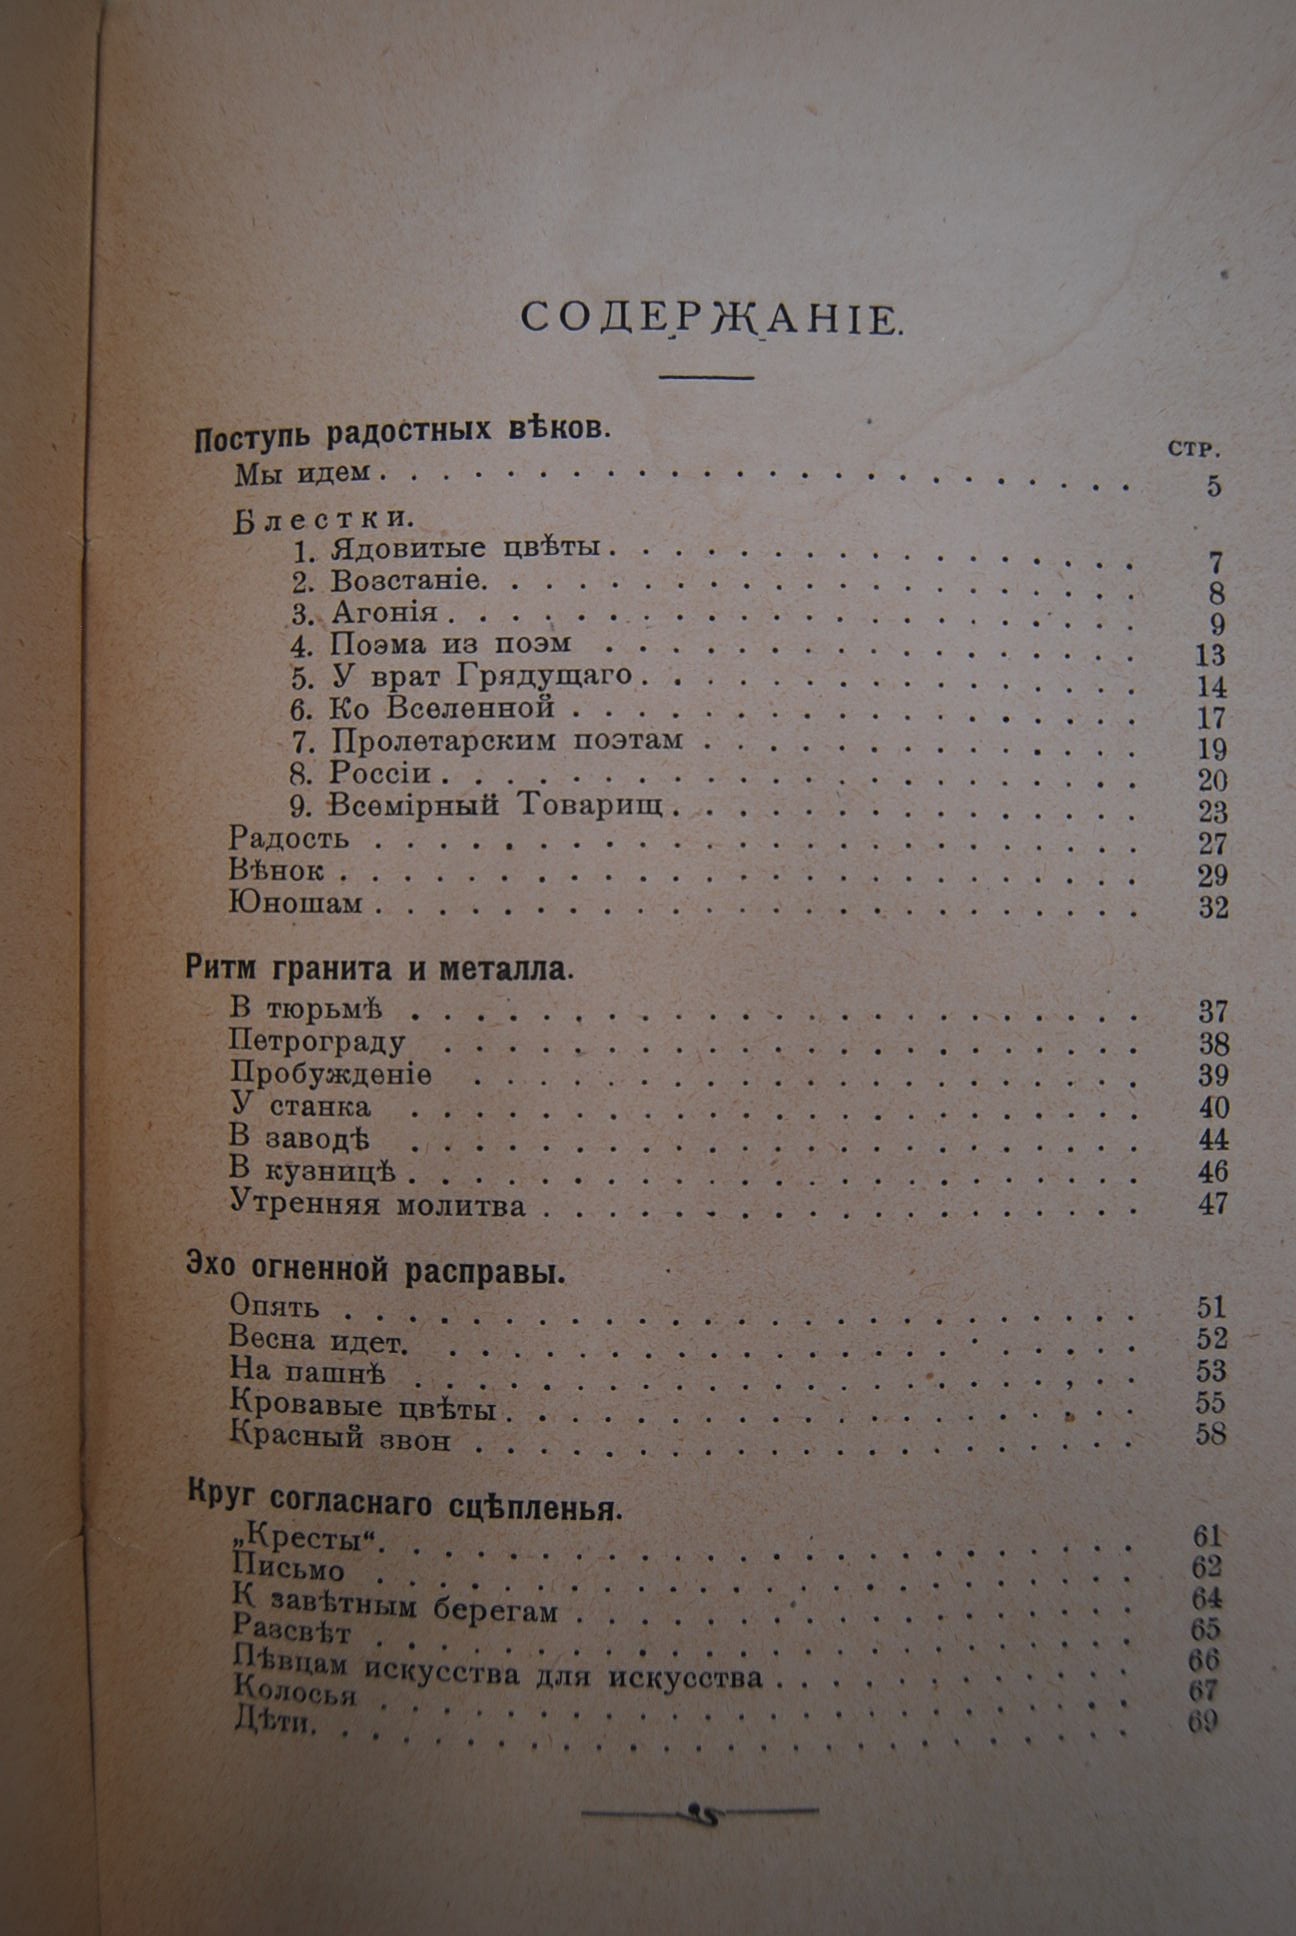 СОДЕРЖАНІЕ.
Поступь радостных вѣков.
СТР.
Мы идем . . . . . . . . . . . . . . . . . . . . . . . 5
Блестки.
1. Ядовитые цвѣты . . . . . . . . . . . . . . . . . 7
2. Возстаніе. . . . . . . . . . . . . . . . . . . . . 8
3. Агонія . . . . . . . . . . . . . . . . . . . . . . 9
4. Поэма из поэм . . . . . . . . . . . . . . . . . 13
5. У врат Грядущаго . . . . . . . . . . . . . . . . 14
6. Ко Вселенной . . . . . . . . . . . . . . . . . . 17
7. Пролетарским поэтам . . . . . . . . . . . . . . 19
8. Россіи . . . . . . . . . . . . . . . . . . . . . . 20
9. Всемірный Товарищ . . . . . . . . . . . . . . . 23
Радость . . . . . . . . . . . . . . . . . . . . . . . . 27
Вѣнок . . . . . . . . . . . . . . . . . . . . . . . . . 29
Юношам . . . . . . . . . . . . . . . . . . . . . . . . 32
Ритм гранита и металла.
В тюрьмѣ . . . . . . . . . . . . . . . . . . . . . . . 37
Петрограду . . . . . . . . . . . . . . . . . . . . . . 38
Пробужденіе . . . . . . . . . . . . . . . . . . . . . 39
У станка . . . . . . . . . . . . . . . . . . . . . . . 40
В заводѣ . . . . . . . . . . . . . . . . . . . . . . . 44
В кузницѣ . . . . . . . . . . . . . . . . . . . . . . . 46
Утренняя молитва . . . . . . . . . . . . . . . . . . . 47
Эхо огненной расправы.
Опять . . . . . . . . . . . . . . . . . . . . . . . . . 51
Весна идет. . . . . . . . . . . . . . . . . . . . . . . 52
На пашнѣ . . . . . . . . . . . . . . . . . . . . . . . 53
Кровавые цвѣты . . . . . . . . . . . . . . . . . . . . 55
Красный звон . . . . . . . . . . . . . . . . . . . . . 58
Круг согласнаго сцѣпленья.
„Кресты“. . . . . . . . . . . . . . . . . . . . . . . . 61
Письмо . . . . . . . . . . . . . . . . . . . . . . . . 62
К завѣтным берегам . . . . . . . . . . . . . . . . . . 64
Разсвѣт . . . . . . . . . . . . . . . . . . . . . . . . 65
Пѣвцам искусства для искусства . . . . . . . . . . . 66
Колосья . . . . . . . . . . . . . . . . . . . . . . . . 67
Дѣти. . . . . . . . . . . . . . . . . . . . . . . . . . 69